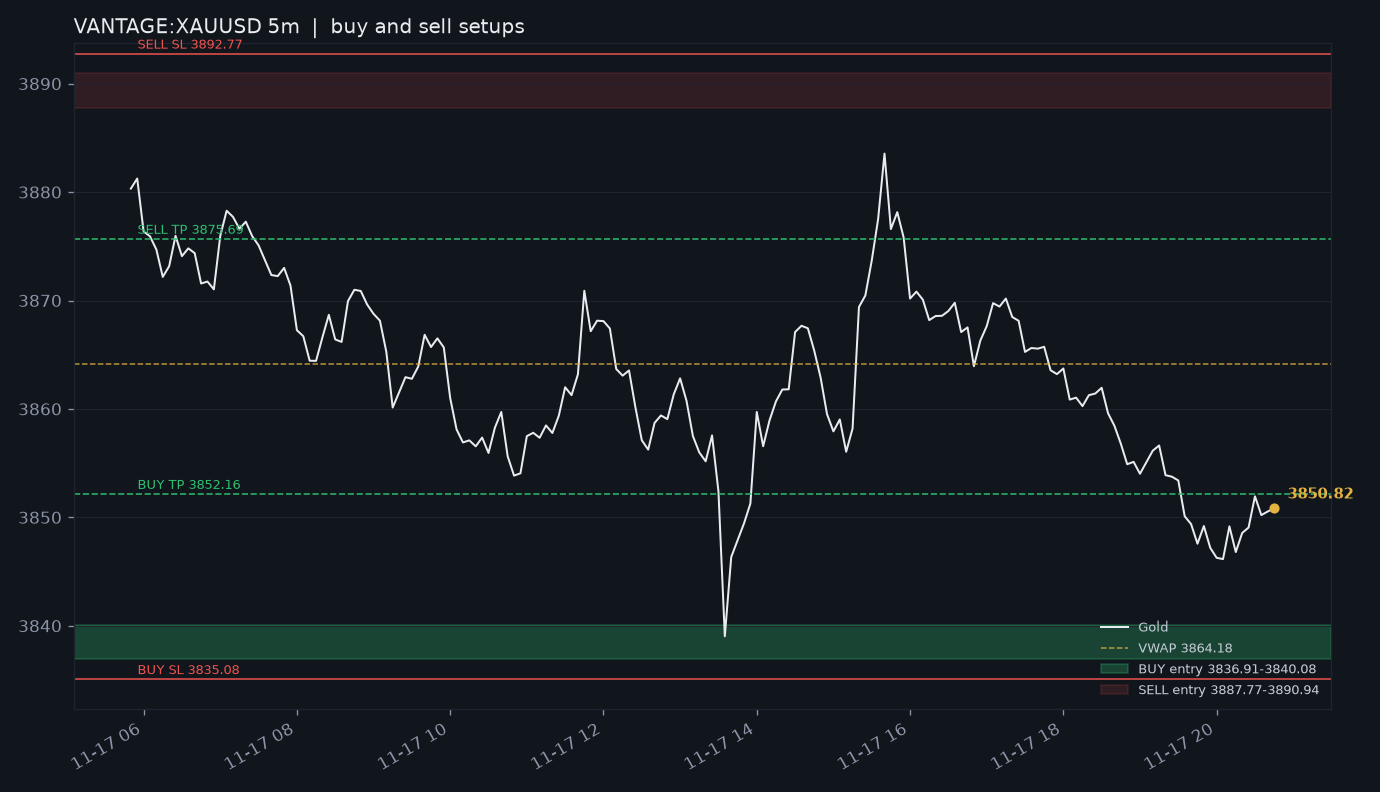 VANTAGE:XAUUSD 5m | buy and sell setups
SELL SL 3892.77
3890
3880
SELL TP 3875.69
3870
3860
BUY TP 3852.16
3850.82
3850
3840
Gold
VWAP 3864.18
BUY SL 3835.08
BUY entry 3836.91-3840.08
SELL entry 3887.77-3890.94
11-17 06
11-17 08
11-17 10
11-17 12
11-17 14
11-17 16
11-17 18
11-17 20